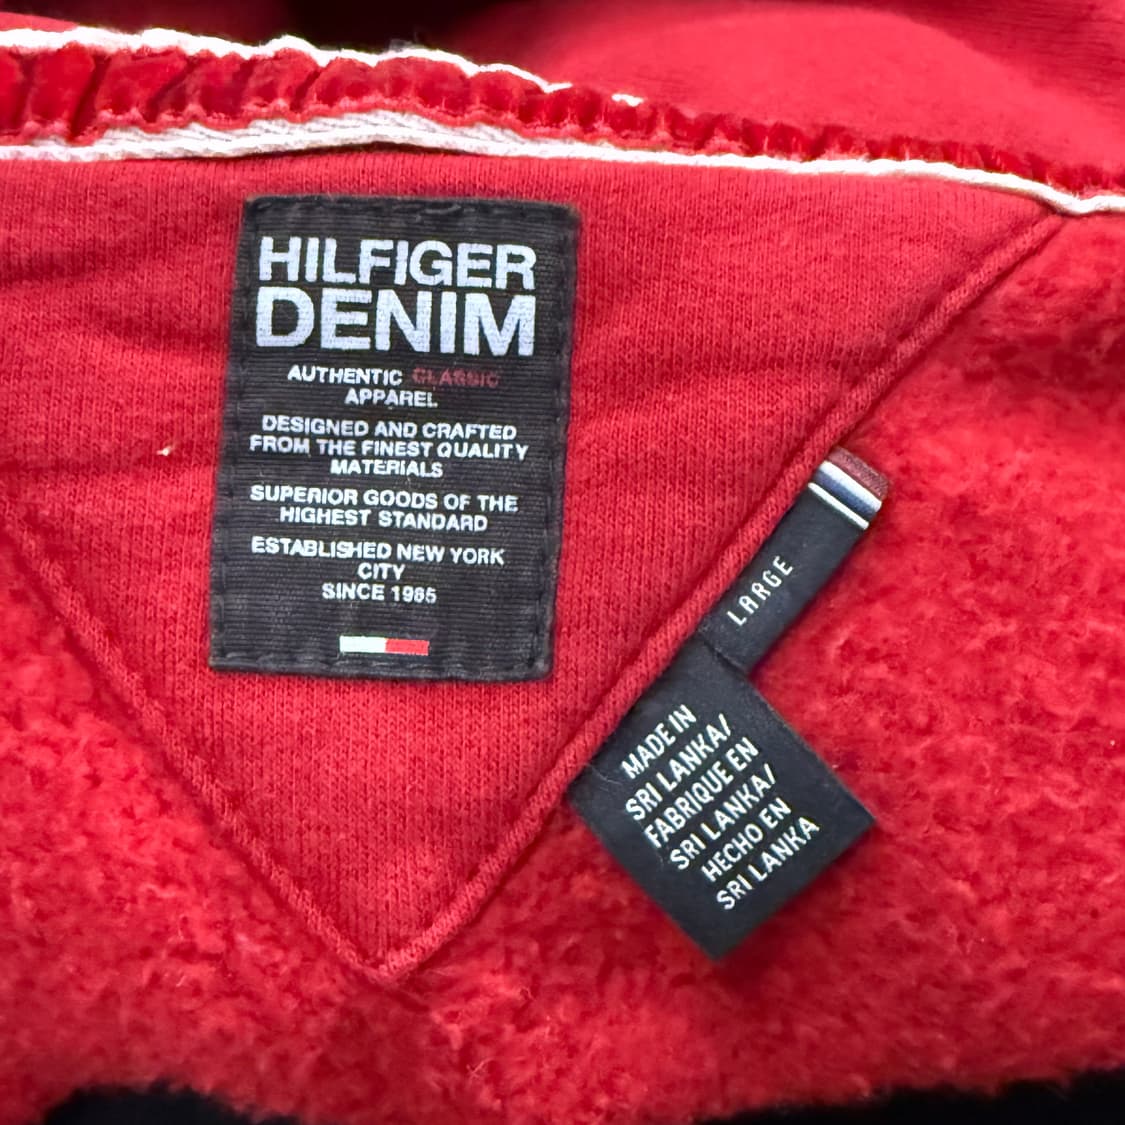 HILFIGER
DENIM
AUTHENTIC CLASSIC
APPAREL
DESIGNED AND CRAFTED
FROM THE FINEST QUALITY
MATERIALS
SUPERIOR GOODS OF THE
HIGHEST STANDARD
ESTABLISHED NEW YORK
CITY
SINCE 1985
LARGE
MADE IN
SRI LANKA/
FABRIQUE EN
SRI LANKA/
HECHO EN
SRI LANKA